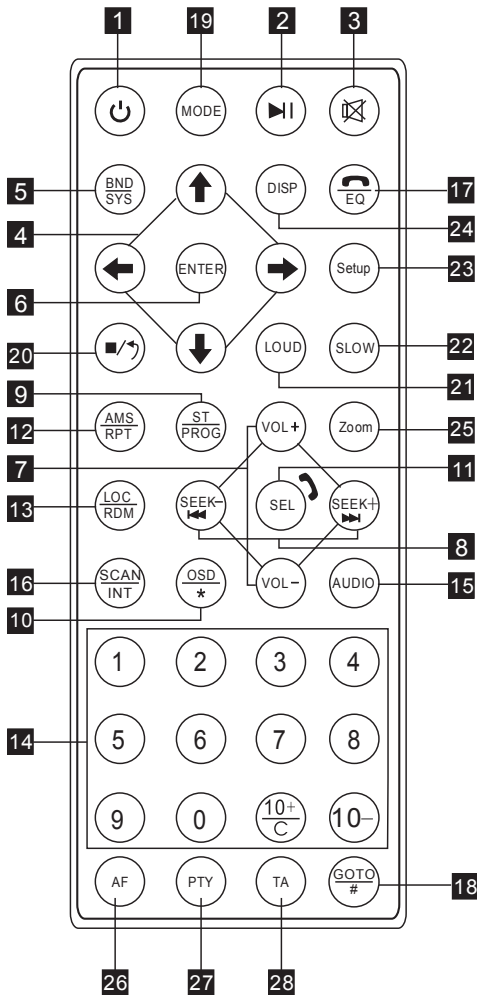 1 19 2 3
MODE
5 BND SYS DISP EQ 17
24
4
ENTER Setup 23
6
20 LOUD SLOW 22
9 21
12 AMS RPT ST PROG VOL+ Zoom 25
7 11
13 LOC RDM SEEK- SEL SEEK+
8
16 SCAN INT OSD * VOL- AUDIO 15
10
1 2 3 4
14 5 6 7 8
9 0 10+ C 10-
AF PTY TA GOTO # 18
26 27 28